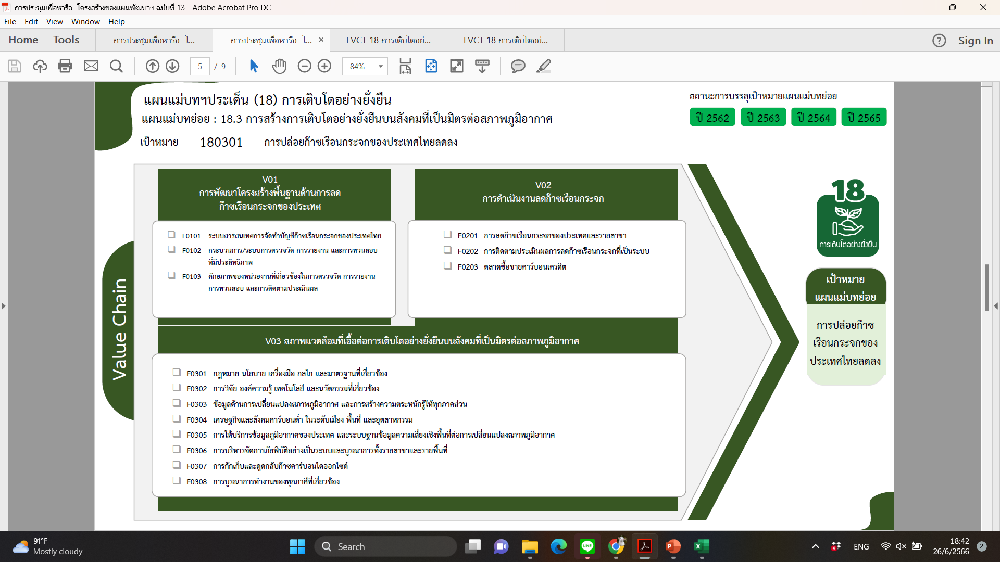 การประชุมเพื่อหารือ โครงสร้างของแผนพัฒนาฯ ฉบับที่ 13 - Adobe Acrobat Pro DC
File Edit View Window Help
Home Tools การประชุมเพื่อหารือ โ... การประชุมเพื่อหารือ โ... × FVCT 18 การเติบโตอย่... FVCT 18 การเติบโตอย่... ? Sign In
5 / 9 84%
แผนแม่บทฯประเด็น (18) การเติบโตอย่างยั่งยืน
แผนแม่บทย่อย : 18.3 การสร้างการเติบโตอย่างยั่งยืนบนสังคมที่เป็นมิตรต่อสภาพภูมิอากาศ
เป้าหมาย 180301 การปล่อยก๊าซเรือนกระจกของประเทศไทยลดลง
สถานะการบรรลุเป้าหมายแผนแม่บทย่อย
ปี 2562 ปี 2563 ปี 2564 ปี 2565
Value Chain
V01
การพัฒนาโครงสร้างพื้นฐานด้านการลด
ก๊าซเรือนกระจกของประเทศ
F0101 ระบบสารสนเทศการจัดทำบัญชีก๊าซเรือนกระจกของประเทศไทย
F0102 กระบวนการ/ระบบการตรวจวัด การรายงาน และการทวนสอบ
ที่มีประสิทธิภาพ
F0103 ศักยภาพของหน่วยงานที่เกี่ยวข้องในการตรวจวัด การรายงาน
การทวนสอบ และการติดตามประเมินผล
V02
การดำเนินงานลดก๊าซเรือนกระจก
F0201 การลดก๊าซเรือนกระจกของประเทศและรายสาขา
F0202 การติดตามประเมินผลการลดก๊าซเรือนกระจกที่เป็นระบบ
F0203 ตลาดซื้อขายคาร์บอนเครดิต
V03 สภาพแวดล้อมที่เอื้อต่อการเติบโตอย่างยั่งยืนบนสังคมที่เป็นมิตรต่อสภาพภูมิอากาศ
F0301 กฎหมาย นโยบาย เครื่องมือ กลไก และมาตรฐานที่เกี่ยวข้อง
F0302 การวิจัย องค์ความรู้ เทคโนโลยี และนวัตกรรมที่เกี่ยวข้อง
F0303 ข้อมูลด้านการเปลี่ยนแปลงสภาพภูมิอากาศ และการสร้างความตระหนักรู้ให้ทุกภาคส่วน
F0304 เศรษฐกิจและสังคมคาร์บอนต่ำ ในระดับเมือง พื้นที่ และอุตสาหกรรม
F0305 การให้บริการข้อมูลภูมิอากาศของประเทศ และระบบฐานข้อมูลความเสี่ยงเชิงพื้นที่ต่อการเปลี่ยนแปลงสภาพภูมิอากาศ
F0306 การบริหารจัดการภัยพิบัติอย่างเป็นระบบและบูรณาการทั้งรายสาขาและรายพื้นที่
F0307 การกักเก็บและดูดกลับก๊าซคาร์บอนไดออกไซด์
F0308 การบูรณาการทำงานของทุกภาคีที่เกี่ยวข้อง
18
การเติบโตอย่างยั่งยืน
เป้าหมาย
แผนแม่บทย่อย
การปล่อยก๊าซ
เรือนกระจกของ
ประเทศไทยลดลง
91°F
Mostly cloudy
Search
LINE
P
X
4
ENG
18:42
26/6/2566
2